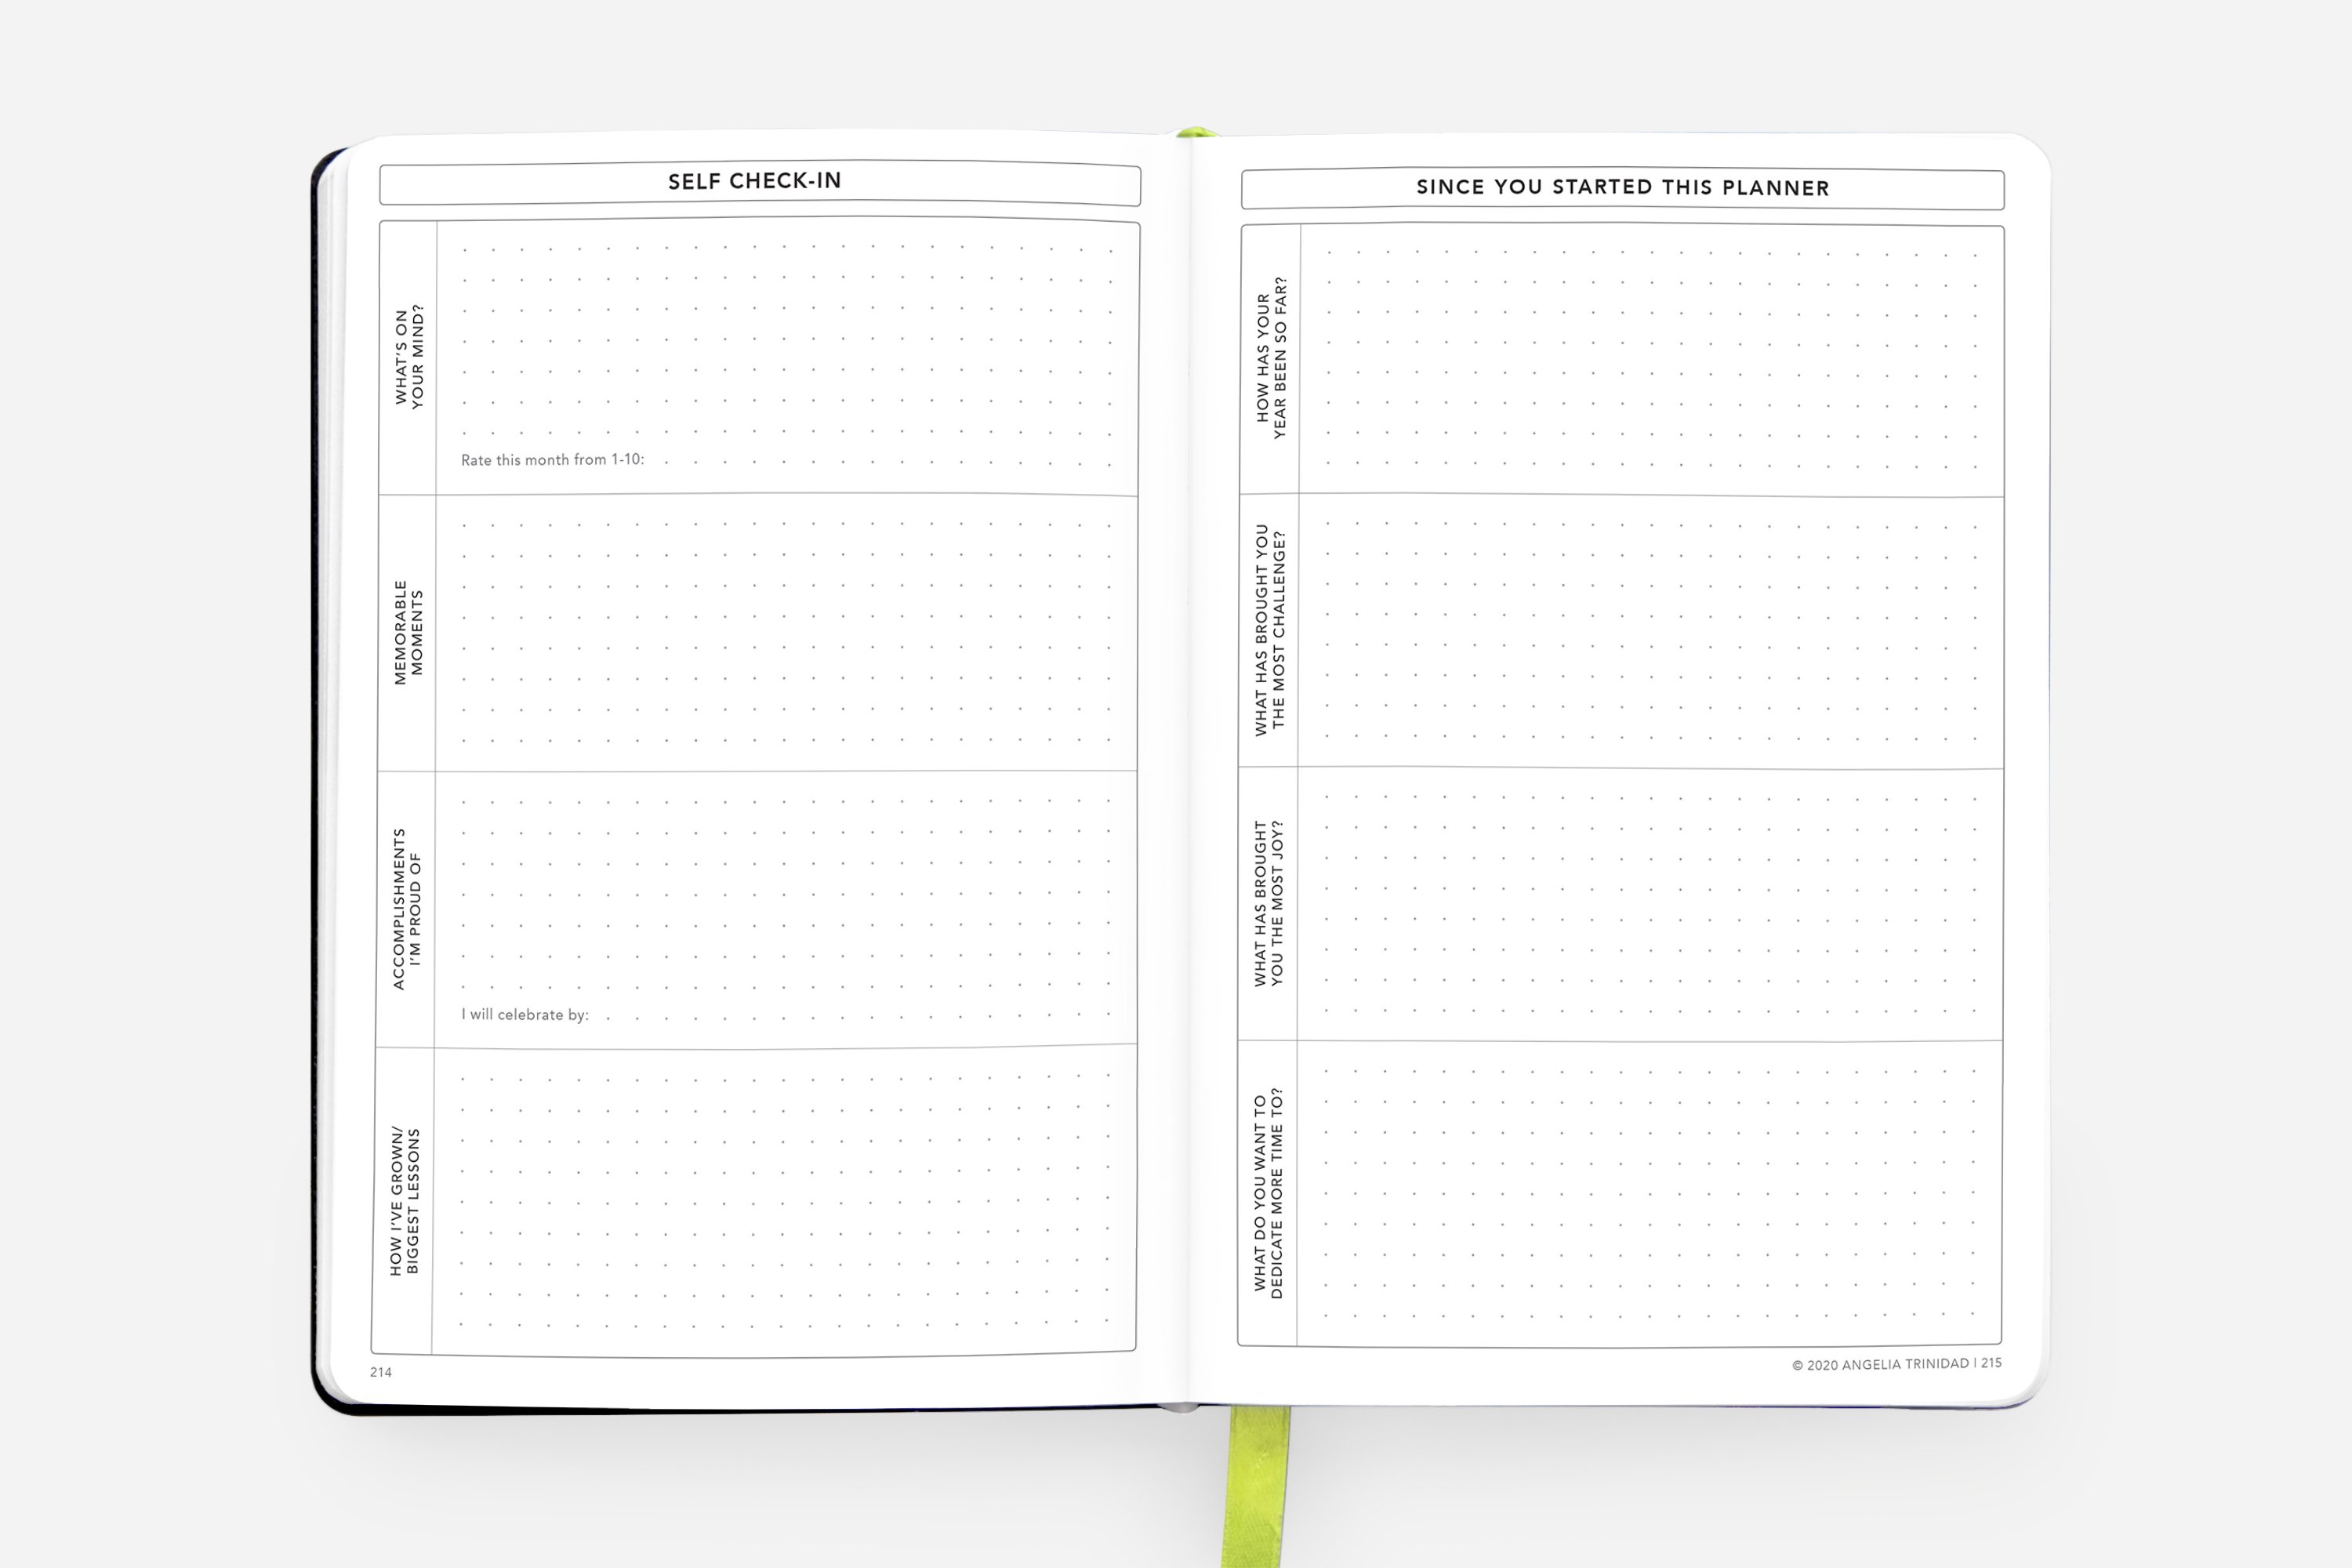 SELF CHECK-IN
WHAT'S ON
YOUR MIND?
Rate this month from 1-10:
MEMORABLE
MOMENTS
ACCOMPLISHMENTS
I'M PROUD OF
I will celebrate by:
HOW I'VE GROWN/
BIGGEST LESSONS
214
SINCE YOU STARTED THIS PLANNER
HOW HAS YOUR
YEAR BEEN SO FAR?
WHAT HAS BROUGHT YOU
THE MOST CHALLENGE?
WHAT HAS BROUGHT
YOU THE MOST JOY?
WHAT DO YOU WANT TO
DEDICATE MORE TIME TO?
© 2020 ANGELIA TRINIDAD | 215